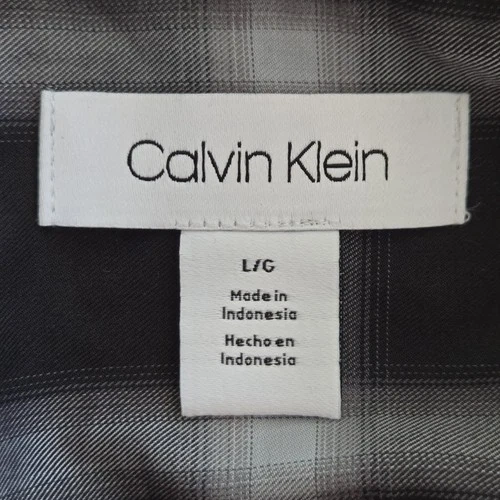 Calvin Klein
L/G
Made in
Indonesia
Hecho en
Indonesia